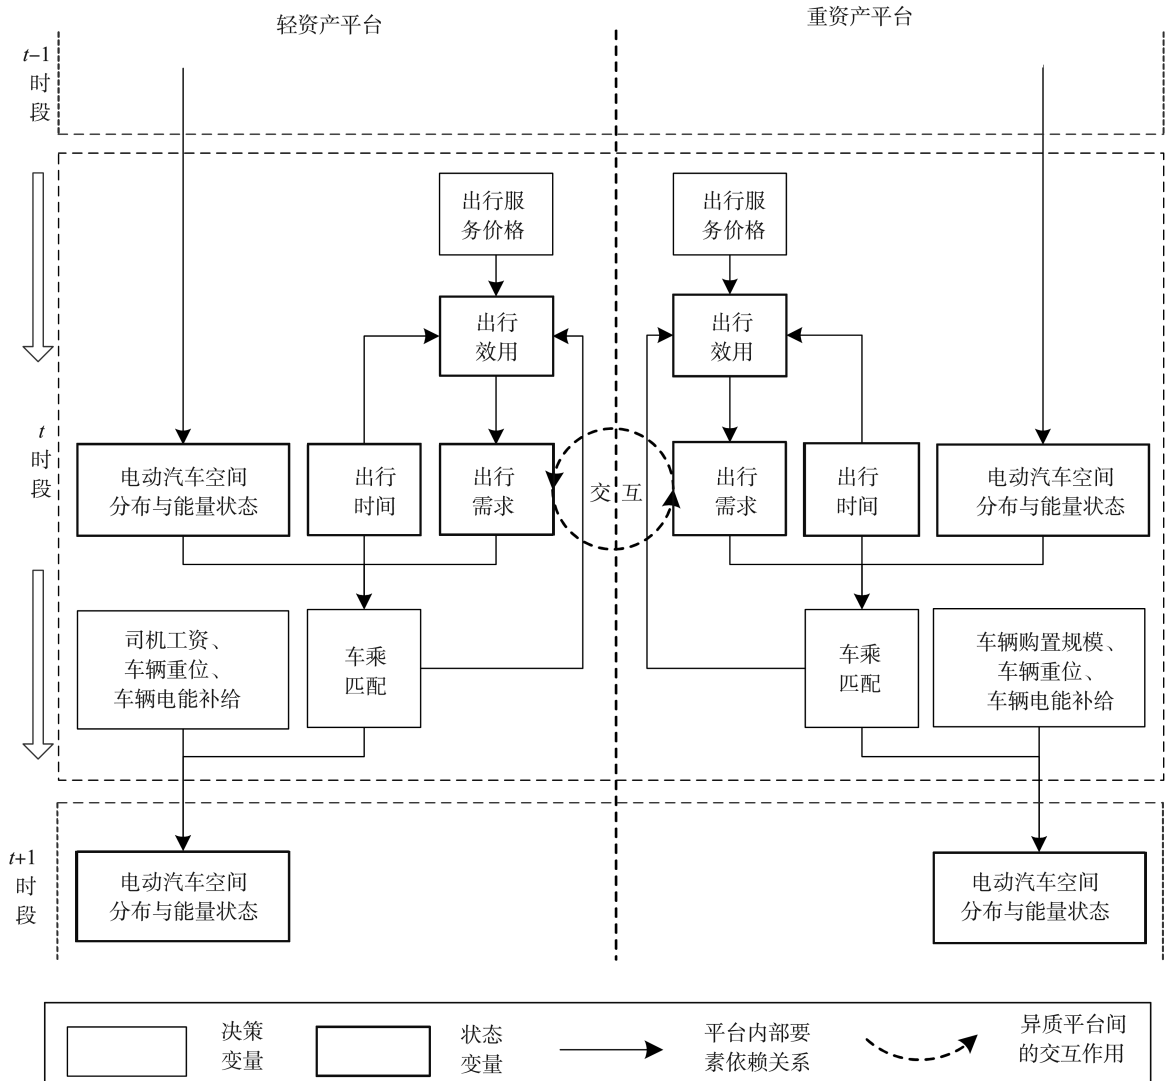 轻资产平台
重资产平台
t−1
时
段
出行服
务价格
出行服
务价格
出行
效用
出行
效用
t
时
段
电动汽车空间
分布与能量状态
出行
时间
出行
需求
交互
出行
需求
出行
时间
电动汽车空间
分布与能量状态
司机工资、
车辆重位、
车辆电能补给
车乘
匹配
车乘
匹配
车辆购置规模、
车辆重位、
车辆电能补给
t+1
时
段
电动汽车空间
分布与能量状态
电动汽车空间
分布与能量状态
决策
变量
状态
变量
平台内部要
素依赖关系
异质平台间
的交互作用